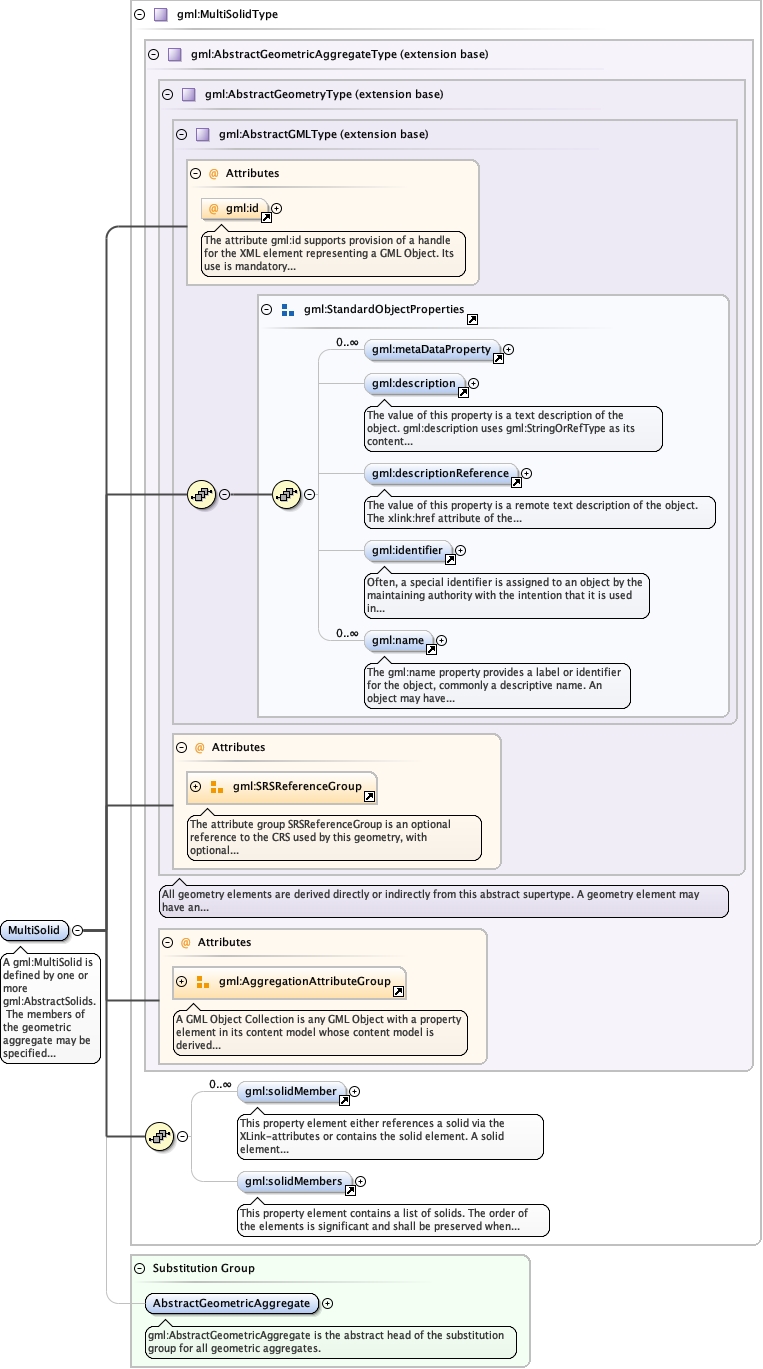 gml:MultiSolidType
gml:AbstractGeometricAggregateType (extension base)
gml:AbstractGeometryType (extension base)
gml:AbstractGMLType (extension base)
@ Attributes
@ gml:id
The attribute gml:id supports provision of a handle
for the XML element representing a GML Object. Its
use is mandatory...
gml:StandardObjectProperties
0..∞
gml:metaDataProperty
gml:description
The value of this property is a text description of the
object. gml:description uses gml:StringOrRefType as its
content...
gml:descriptionReference
The value of this property is a remote text description of the object.
The xlink:href attribute of the...
gml:identifier
Often, a special identifier is assigned to an object by the
maintaining authority with the intention that it is used
in...
0..∞
gml:name
The gml:name property provides a label or identifier
for the object, commonly a descriptive name. An
object may have...
@ Attributes
gml:SRSReferenceGroup
The attribute group SRSReferenceGroup is an optional
reference to the CRS used by this geometry, with
optional...
All geometry elements are derived directly or indirectly from this abstract supertype. A geometry element may
have an...
MultiSolid
A gml:MultiSolid is
defined by one or
more
gml:AbstractSolids.
The members of
the geometric
aggregate may be
specified...
@ Attributes
gml:AggregationAttributeGroup
A GML Object Collection is any GML Object with a property
element in its content model whose content model is
derived...
0..∞
gml:solidMember
This property element either references a solid via the
XLink-attributes or contains the solid element. A solid
element...
gml:solidMembers
This property element contains a list of solids. The order of
the elements is significant and shall be preserved when...
Substitution Group
AbstractGeometricAggregate
gml:AbstractGeometricAggregate is the abstract head of the substitution
group for all geometric aggregates.